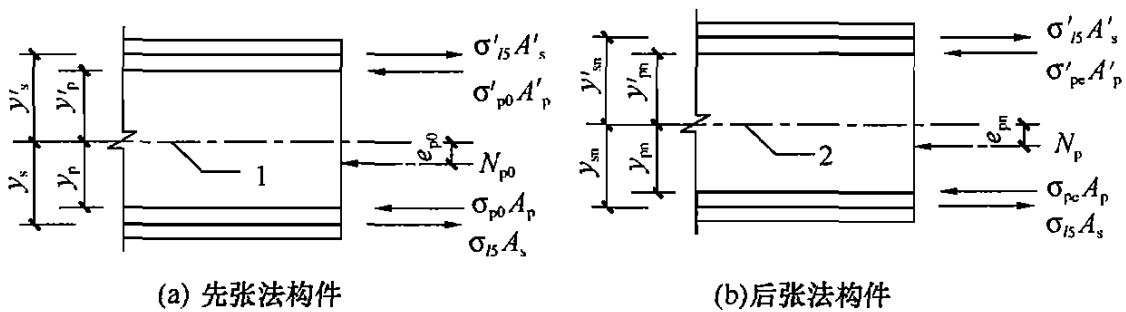 σ′l5A′s
σ′p0A′p
y′s
y′p
ys
yp
ep0
1
Np0
σp0Ap
σl5As
(a) 先张法构件
σ′l5A′s
σ′peA′p
y′sn
y′pn
ysn
ypn
epn
2
Np
σpeAp
σl5As
(b)后张法构件